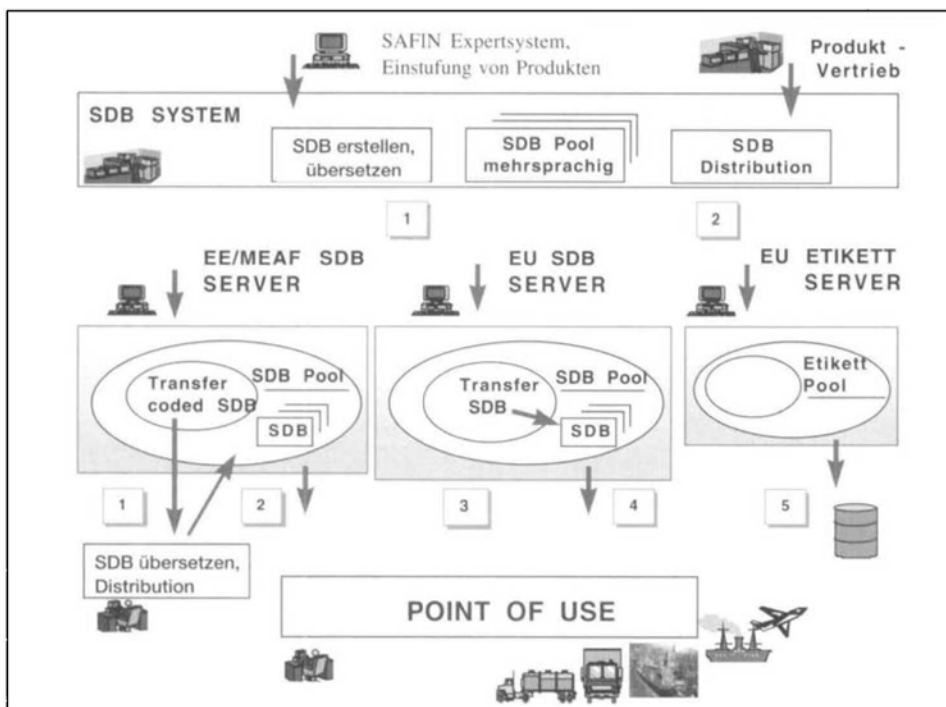 SAFIN Expertsystem,
Einstufung von Produkten
Produkt -
Vertrieb
SDB SYSTEM
SDB erstellen,
übersetzen
SDB Pool
mehrsprachig
SDB
Distribution
1
2
EE/MEAF SDB
SERVER
EU SDB
SERVER
EU ETIKETT
SERVER
Transfer
coded SDB
SDB Pool
SDB
Transfer
SDB
SDB Pool
SDB
Etikett
Pool
1
2
3
4
5
SDB übersetzen,
Distribution
POINT OF USE